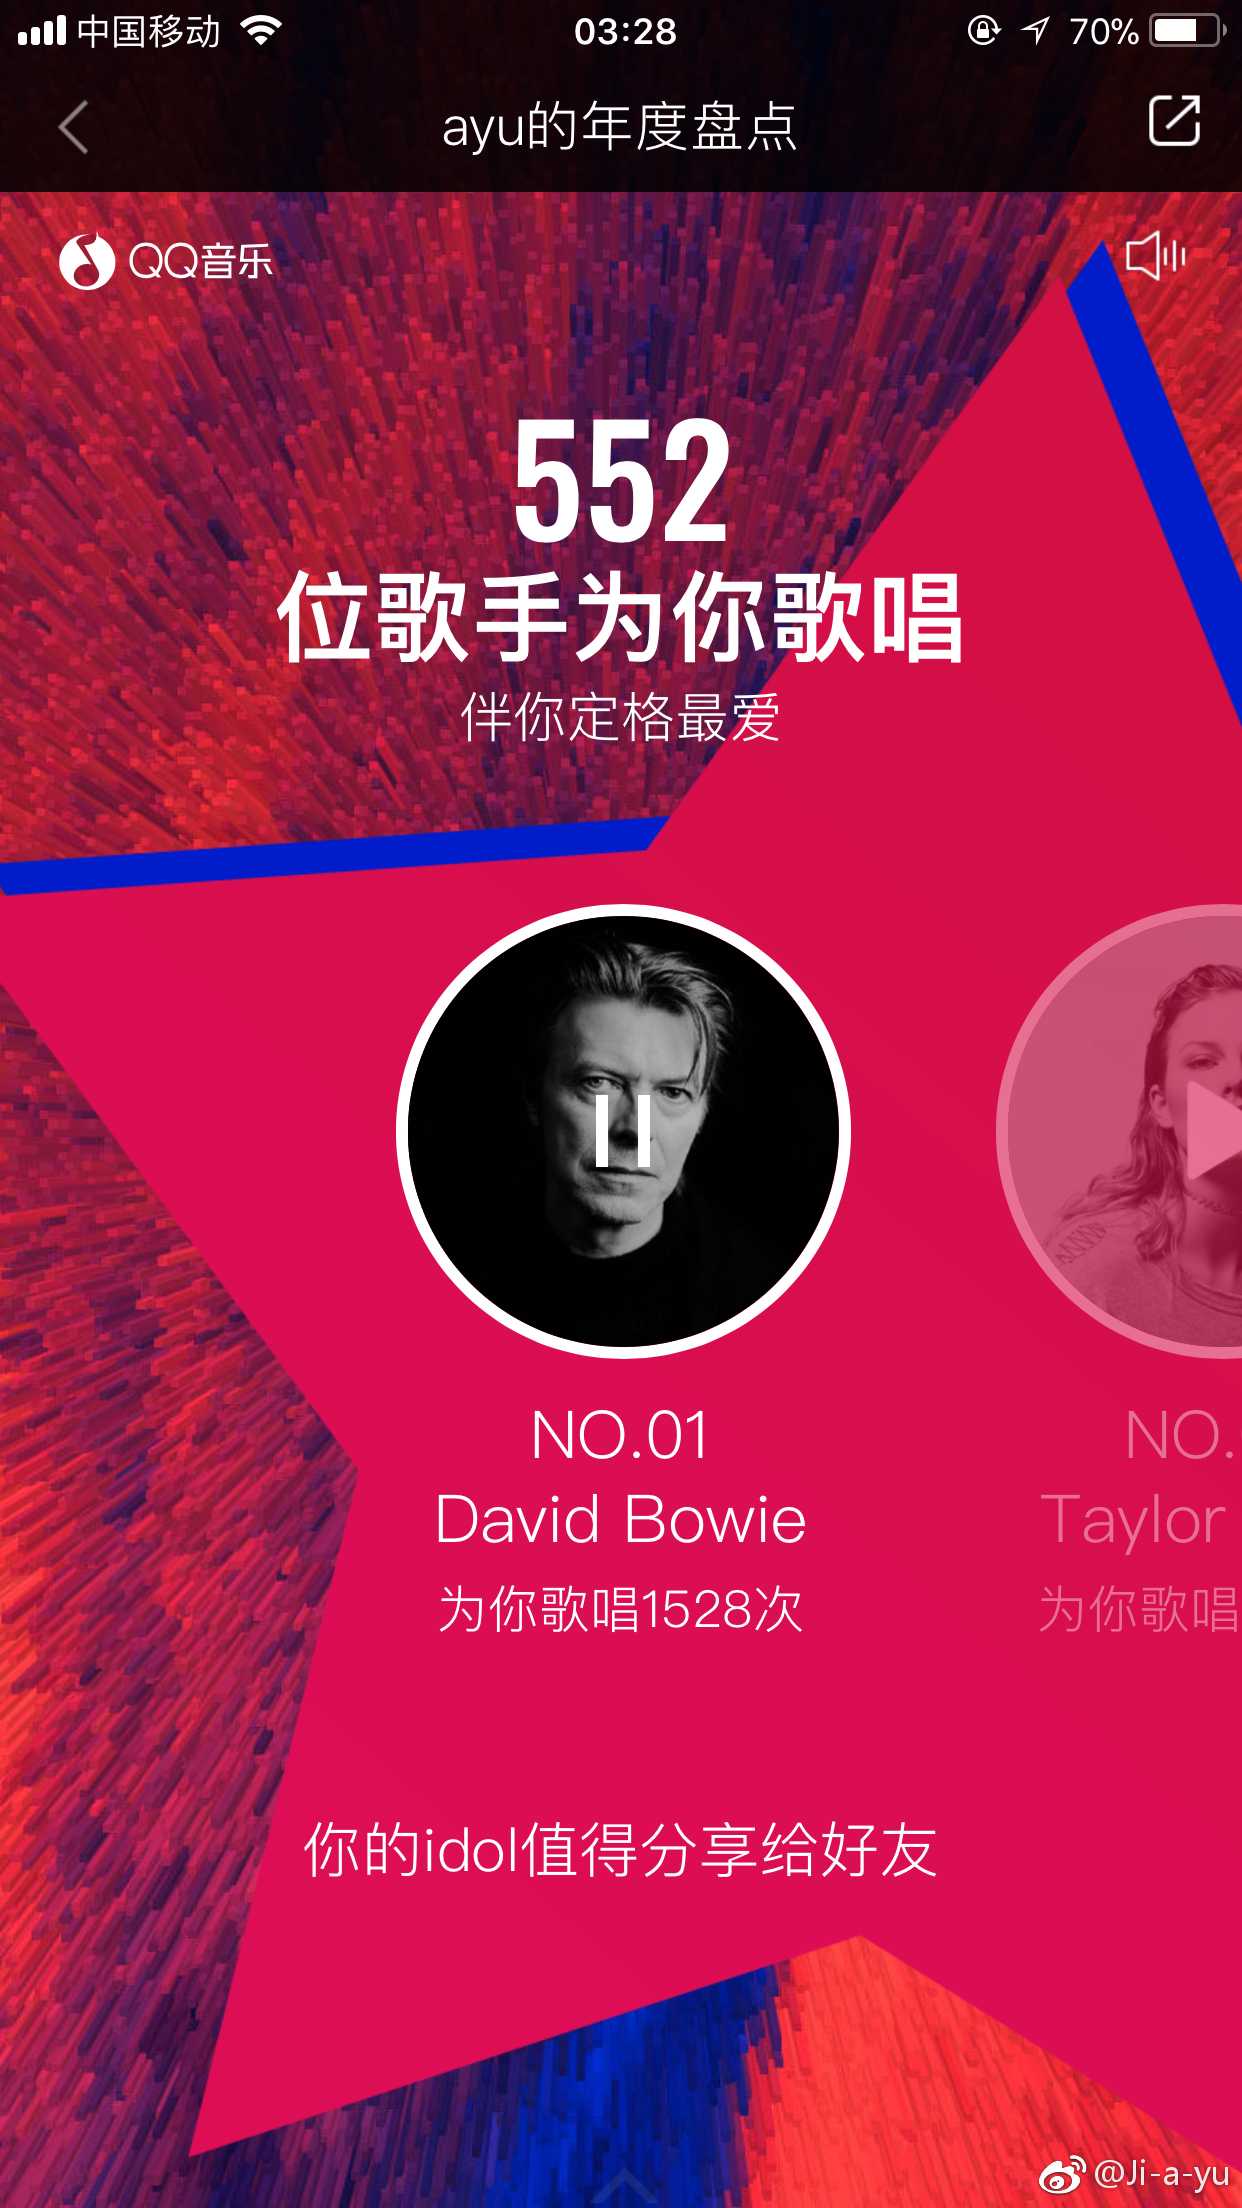 中国移动 03:28 70%
ayu的年度盘点
QQ音乐
552
位歌手为你歌唱
伴你定格最爱
NO.01
David Bowie
为你歌唱1528次
NO.
Taylor
为你歌唱
你的idol值得分享给好友
@Ji-a-yu